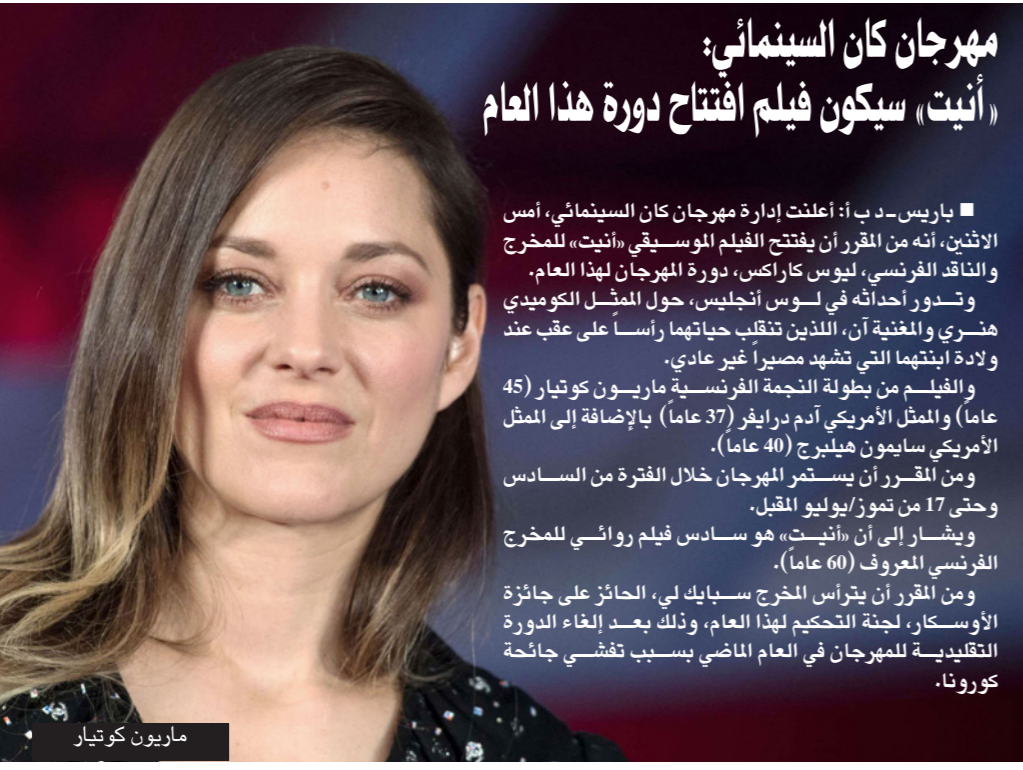 مهرجان كان السينمائي:
«أنيت» سيكون فيلم افتتاح دورة هذا العام
■ باريس-د ب أ: أعلنت إدارة مهرجان كان السينمائي، أمس
الاثنين، أنه من المقرر أن يفتتح الفيلم الموسيقي «أنيت» للمخرج
والناقد الفرنسي، ليوس كاراكس، دورة المهرجان لهذا العام.
وتدور أحداثه في لوس أنجليس، حول الممثل الكوميدي
هنري والمغنية آن، اللذين تنقلب حياتهما رأساً على عقب عند
ولادة ابنتهما التي تشهد مصيراً غير عادي.
والفيلم من بطولة النجمة الفرنسية ماريون كوتيار (45
عاماً) والممثل الأمريكي آدم درايفر (37 عاماً) بالإضافة إلى الممثل
الأمريكي سايمون هيلبرج (40 عاماً).
ومن المقرر أن يستمر المهرجان خلال الفترة من السادس
وحتى 17 من تموز/يوليو المقبل.
ويشار إلى أن «أنيت» هو سادس فيلم روائي للمخرج
الفرنسي المعروف (60 عاماً).
ومن المقرر أن يترأس المخرج سبايك لي، الحائز على جائزة
الأوسكار، لجنة التحكيم لهذا العام، وذلك بعد إلغاء الدورة
التقليدية للمهرجان في العام الماضي بسبب تفشي جائحة
كورونا.
ماريون كوتيار